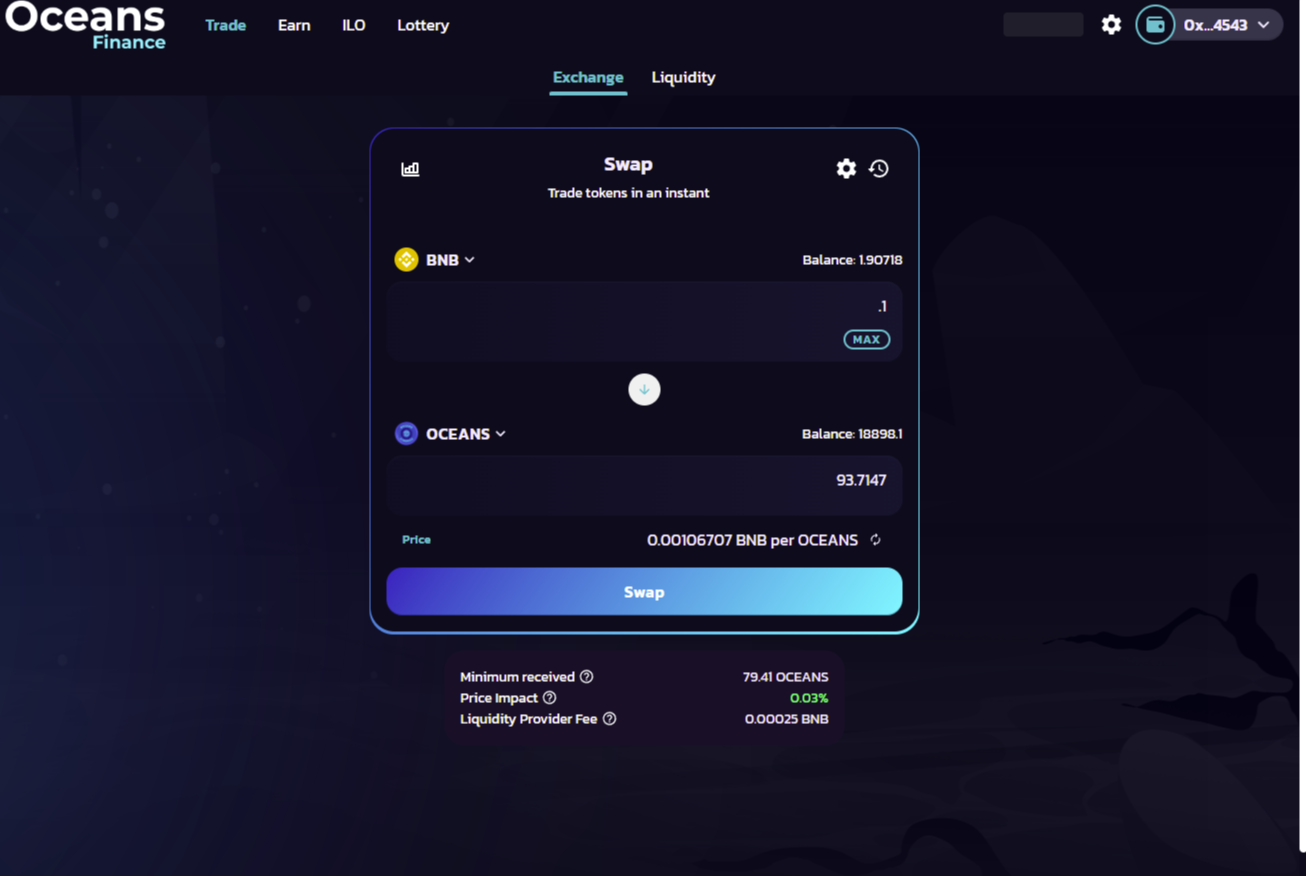 Oceans
Finance
Trade Earn ILO Lottery
0x...4543
Exchange Liquidity
Swap
Trade tokens in an instant
BNB Balance: 1.90718
.1
MAX
OCEANS Balance: 18898.1
93.7147
Price 0.00106707 BNB per OCEANS
Swap
Minimum received 79.41 OCEANS
Price Impact 0.03%
Liquidity Provider Fee 0.00025 BNB